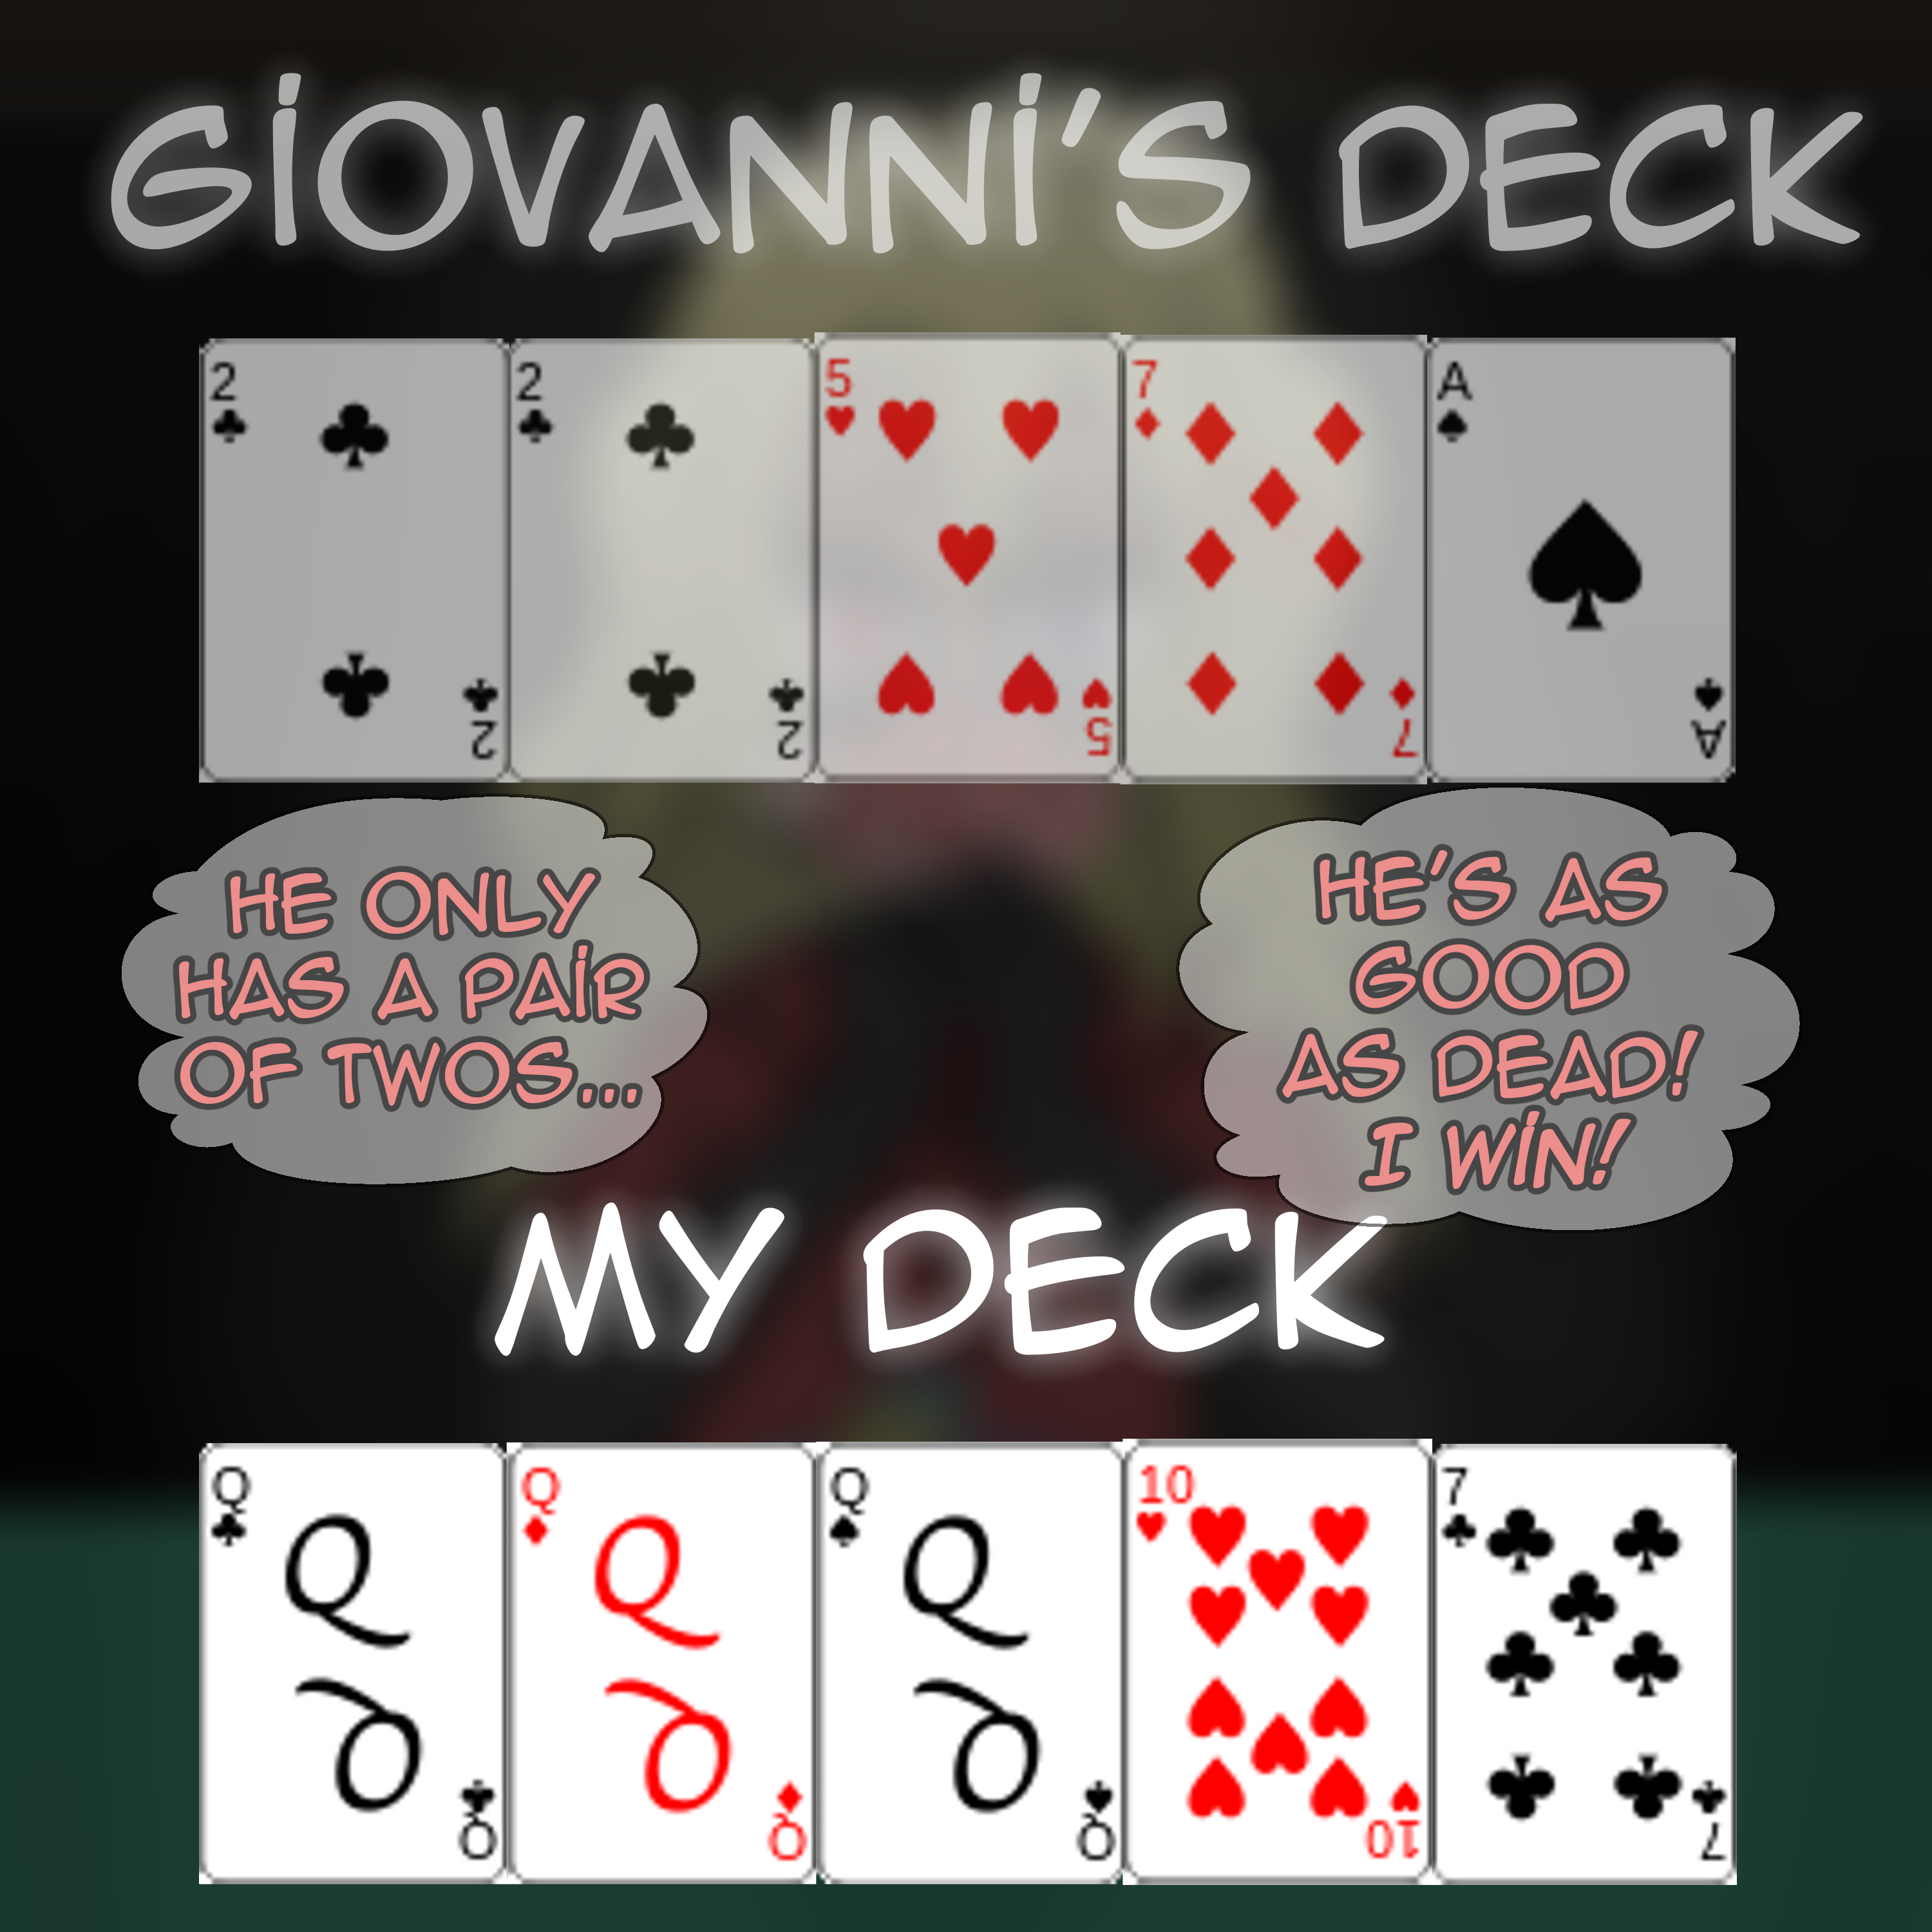 GIOVANNI'S DECK
2 2 5 7 A
2 2 5 7 A
HE ONLY
HAS A PAIR
OF TWOS...
HE'S AS
GOOD
AS DEAD!
I WIN!
MY DECK
Q Q Q 10 7
Q Q Q
Q Q Q
Q Q Q 10 7